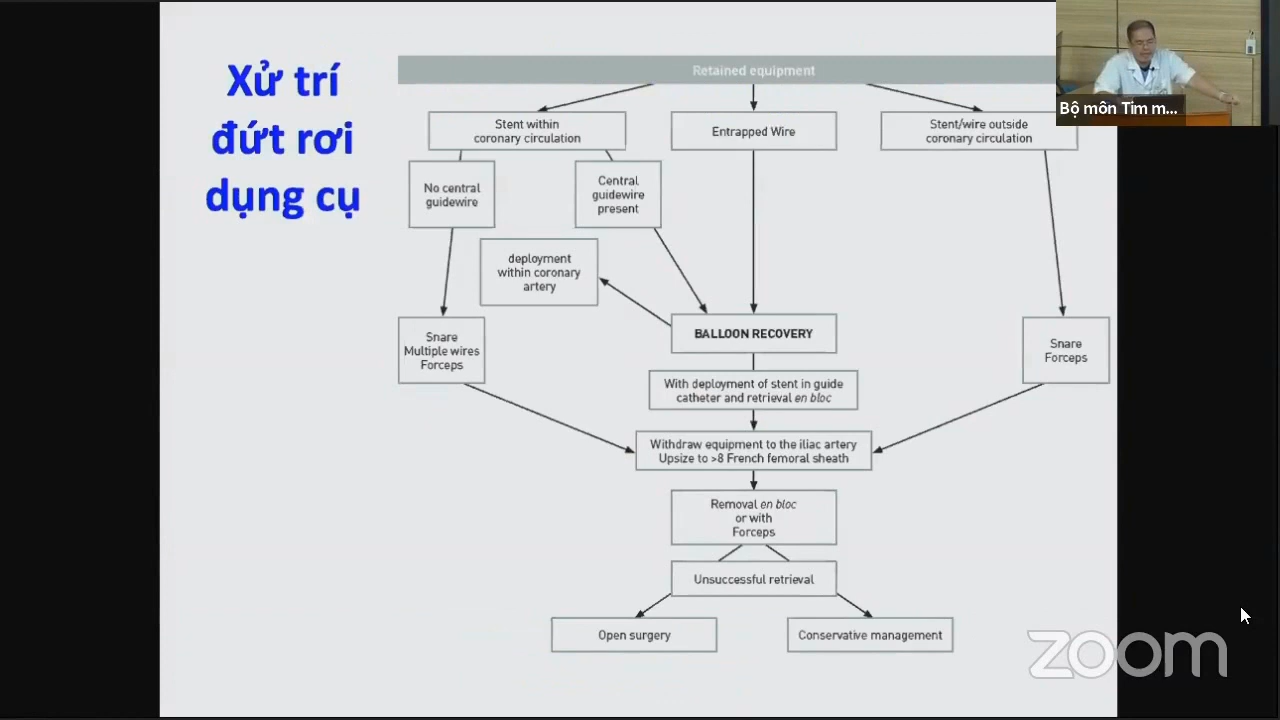 Xử trí
đứt rơi
dụng cụ
Retained equipment
Stent within
coronary circulation
Entrapped Wire
Stent/wire outside
coronary circulation
No central
guidewire
Central
guidewire
present
deployment
within coronary
artery
Snare
Multiple wires
Forceps
BALLOON RECOVERY
Snare
Forceps
With deployment of stent in guide
catheter and retrieval en bloc
Withdraw equipment to the iliac artery
Upsize to >8 French femoral sheath
Removal en bloc
or with
Forceps
Unsuccessful retrieval
Open surgery
Conservative management
Bộ môn Tim m...
zoom